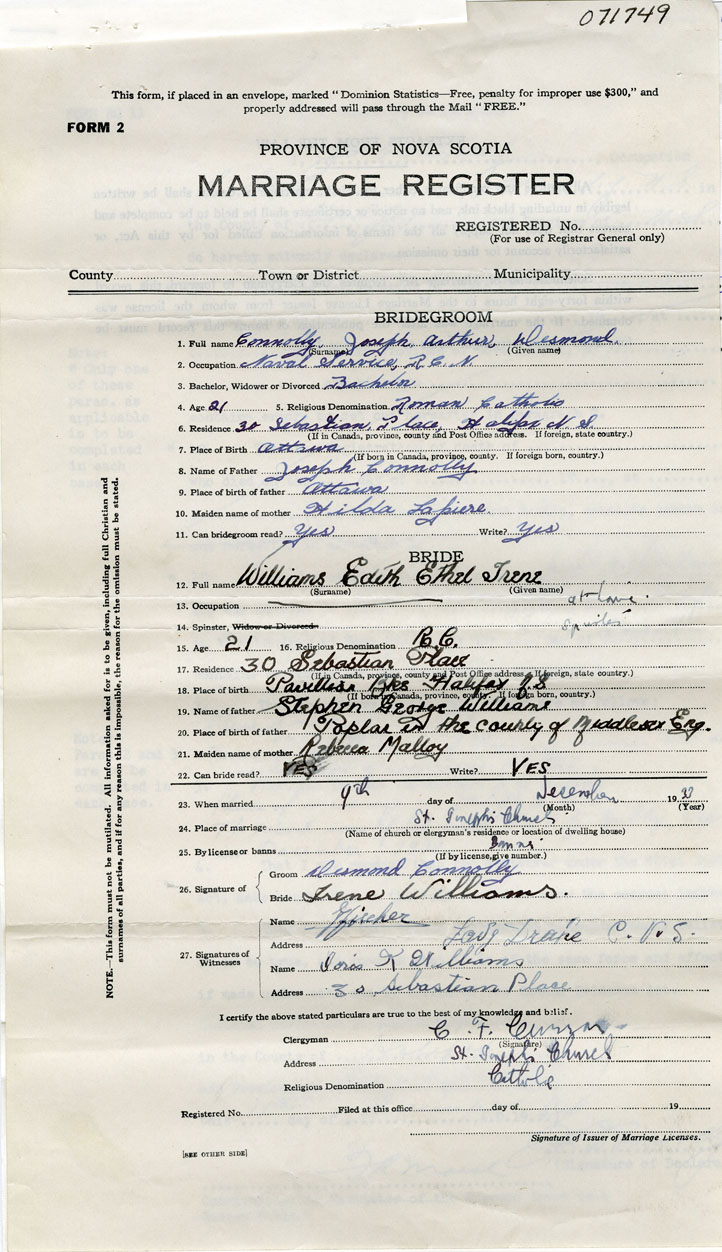 071749
This form, if placed in an envelope, marked "Dominion Statistics—Free, penalty for improper use $300," and
properly addressed will pass through the Mail "FREE."
FORM 2
PROVINCE OF NOVA SCOTIA
MARRIAGE REGISTER
REGISTERED No.
(For use of Registrar General only)
County Town or District Municipality
BRIDEGROOM
1. Full name Connolly, Joseph Arthur, Desmond.
(Surname) (Given name)
2. Occupation Naval Service, R.C.N.
3. Bachelor, Widower or Divorced Bachelor
4. Age 21 5. Religious Denomination Roman Catholic
6. Residence 30 Sebastian Place, Halifax N.S.
(If in Canada, province, county and Post Office address. If foreign, state country.)
7. Place of Birth Ottawa
(If born in Canada, province, county. If foreign born, country.)
8. Name of Father Joseph Connolly
9. Place of birth of father Ottawa
10. Maiden name of mother Hilda Lapiere
11. Can bridegroom read? Yes Write? Yes
BRIDE
12. Full name Williams Edith Ethel Irene
(Surname) (Given name)
13. Occupation at home.
14. Spinster, Widow or Divorced
15. Age 21 16. Religious Denomination R.C.
17. Residence 30 Sebastian Place
(If in Canada, province, county and Post Office address. If foreign, state country.)
18. Place of birth Pavillion Halifax N.S.
(If born in Canada, province, county. If foreign born, country.)
19. Name of father Stephen George Williams
20. Place of birth of father Poplar in the county of Middlesex Eng.
21. Maiden name of mother Rebecca Malloy
22. Can bride read? YES Write? YES
23. When married 9th day of December 1933
(Month) (Year)
24. Place of marriage St. Joseph's Church
(Name of church or clergyman's residence or location of dwelling house)
25. By license or banns Banns
(If by license, give number.)
26. Signature of
Groom Desmond Connolly
Bride Irene Williams.
27. Signatures of Witnesses
Name
Address
Name Doris K Williams
Address 30 Sebastian Place
I certify the above stated particulars are true to the best of my knowledge and belief.
Clergyman C. F. Curran
(Signature)
Address St. Joseph's Church
Religious Denomination Catholic
Registered No. Filed at this office day of 19
Signature of Issuer of Marriage Licenses.
[SEE OTHER SIDE]
NOTE.—This form must not be mutilated. All information asked for is to be given, including full Christian and
surnames of all parties, and if for any reason this is impossible, the reason for the omission must be stated.